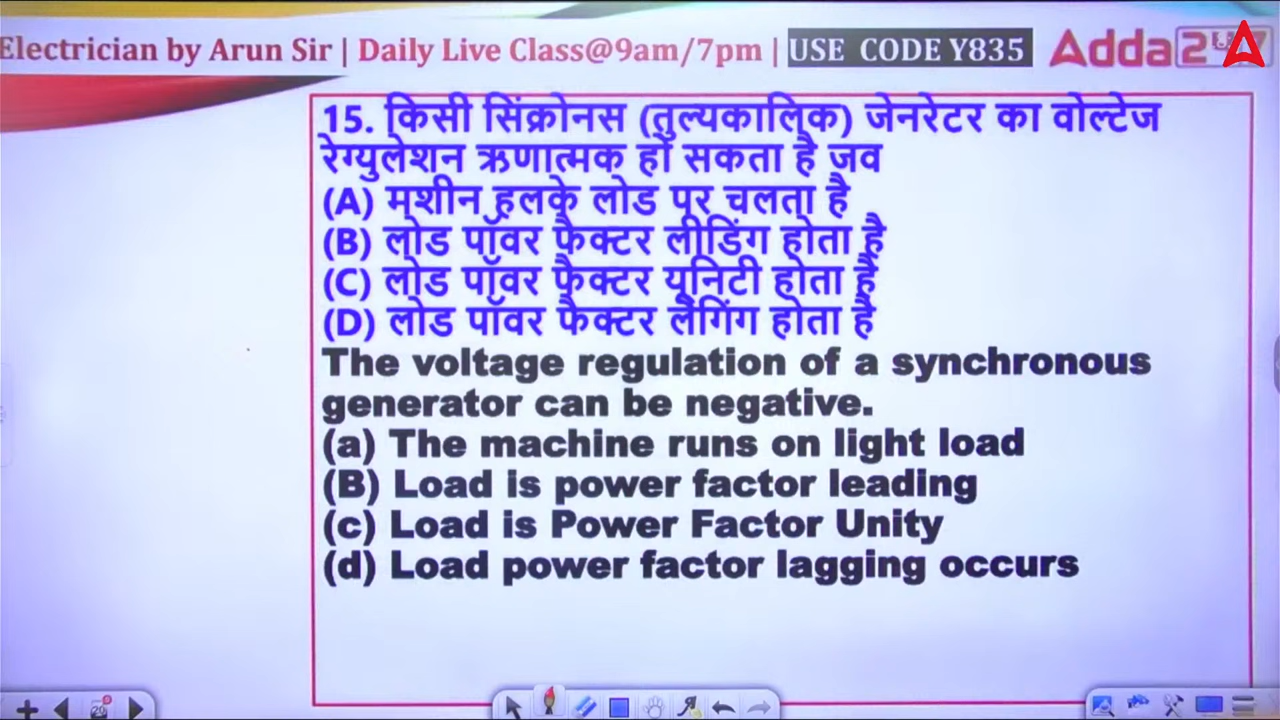 Electrician by Arun Sir | Daily Live Class@9am/7pm | USE CODE Y835 Adda2
15. किसी सिंक्रोनस (तुल्यकालिक) जेनरेटर का वोल्टेज
रेग्युलेशन ऋणात्मक हो सकता है जव
(A) मशीन हलके लोड पर चलता है
(B) लोड पॉवर फैक्टर लीडिंग होता है
(C) लोड पॉवर फ़ैक्टर यूनिटी होता है
(D) लोड पॉवर फैक्टर लैगिंग होता है
The voltage regulation of a synchronous
generator can be negative.
(a) The machine runs on light load
(B) Load is power factor leading
(c) Load is Power Factor Unity
(d) Load power factor lagging occurs
20